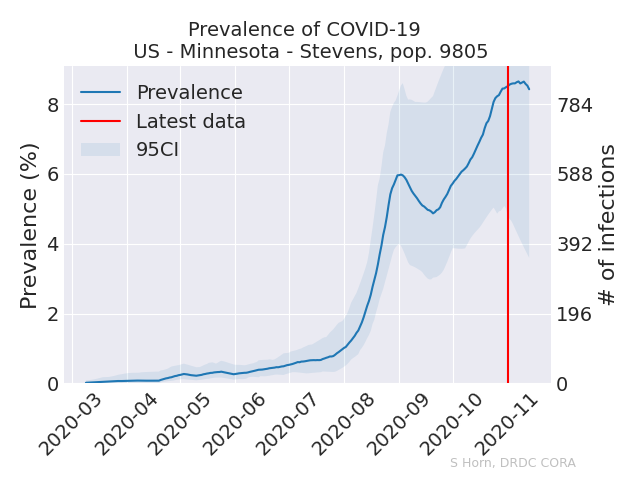 Prevalence of COVID-19
US - Minnesota - Stevens, pop. 9805
Prevalence
Latest data
95CI
Prevalence (%)
8
6
4
2
0
784
588
392
196
0
# of infections
2020-03
2020-04
2020-05
2020-06
2020-07
2020-08
2020-09
2020-10
2020-11
S Horn, DRDC CORA